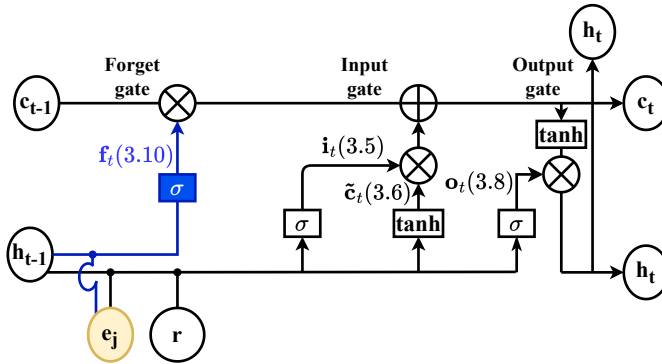 h_t
Forget gate
Input gate
Output gate
c_{t-1}
c_t
tanh
f_t(3.10)
i_t(3.5)
σ
c̃_t(3.6)
o_t(3.8)
σ
tanh
σ
h_{t-1}
h_t
e_j
r